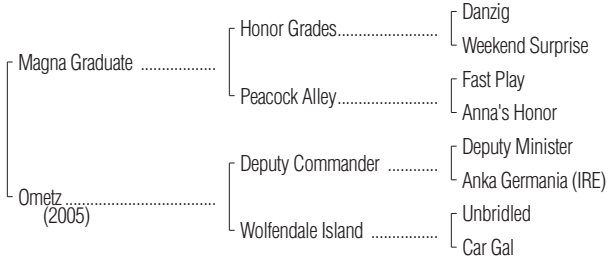 Danzig
Honor Grades..........................
Weekend Surprise
Magna Graduate ...................
Fast Play
Peacock Alley..........................
Anna's Honor
Deputy Minister
Deputy Commander .............
Anka Germania (IRE)
Ometz.......................................
(2005)
Unbridled
Wolfendale Island .................
Car Gal